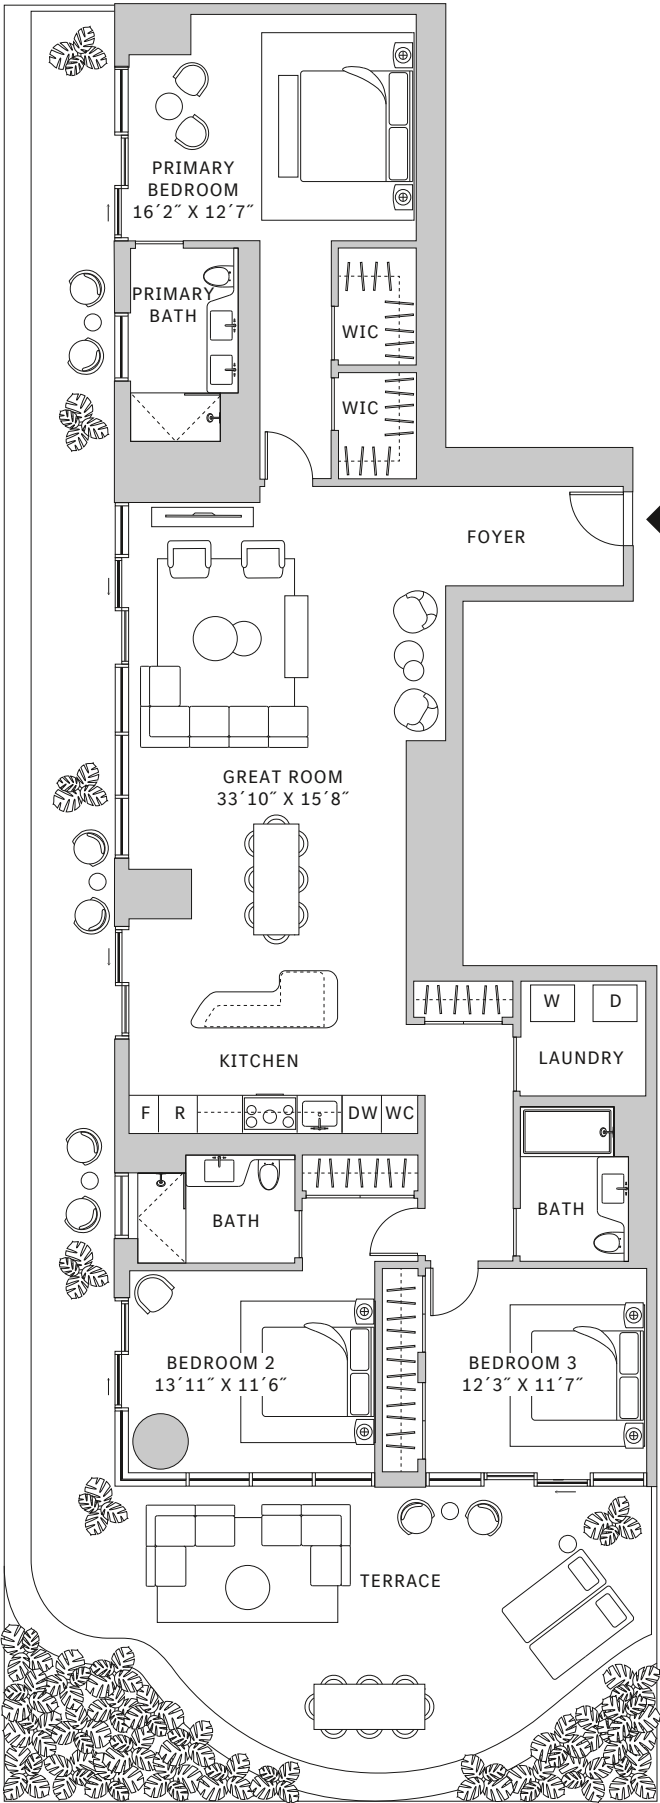 PRIMARY
BEDROOM
16´2˝ X 12´7˝
PRIMARY
BATH
WIC
WIC
FOYER
GREAT ROOM
33´10˝ X 15´8˝
W D
LAUNDRY
KITCHEN
F R DW WC
BATH
BATH
BEDROOM 2
13´11˝ X 11´6˝
BEDROOM 3
12´3˝ X 11´7˝
TERRACE